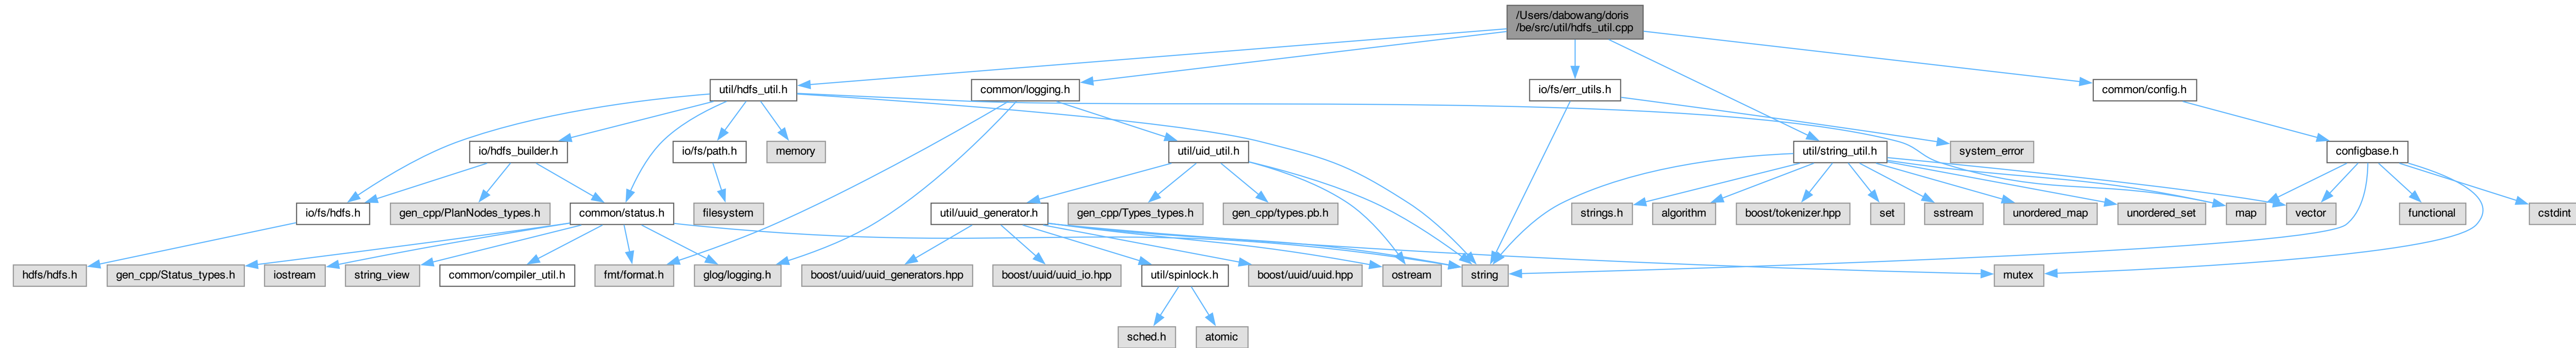 /Users/dabowang/doris
/be/src/util/hdfs_util.cpp
util/hdfs_util.h
common/logging.h
io/fs/err_utils.h
common/config.h
io/hdfs_builder.h
io/fs/path.h
memory
util/uid_util.h
util/string_util.h
system_error
configbase.h
io/fs/hdfs.h
gen_cpp/PlanNodes_types.h
common/status.h
filesystem
util/uuid_generator.h
gen_cpp/Types_types.h
gen_cpp/types.pb.h
strings.h
algorithm
boost/tokenizer.hpp
set
sstream
unordered_map
unordered_set
map
vector
functional
cstdint
hdfs/hdfs.h
gen_cpp/Status_types.h
iostream
string_view
common/compiler_util.h
fmt/format.h
glog/logging.h
boost/uuid/uuid_generators.hpp
boost/uuid/uuid_io.hpp
util/spinlock.h
boost/uuid/uuid.hpp
ostream
string
mutex
sched.h
atomic